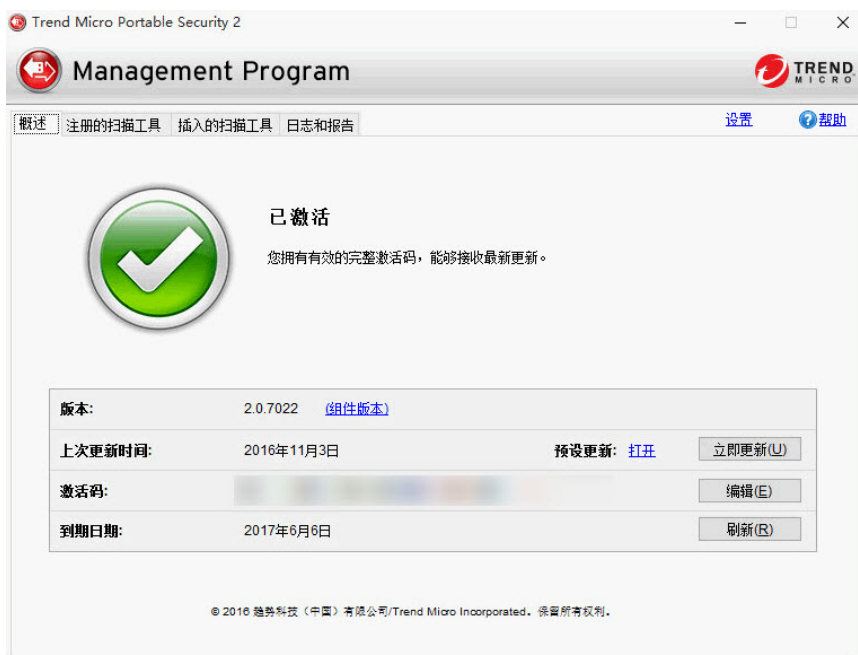 Trend Micro Portable Security 2
Management Program
TREND
MICRO
概述 注册的扫描工具 插入的扫描工具 日志和报告 设置 ?帮助
已激活
您拥有有效的完整激活码，能够接收最新更新。
版本: 2.0.7022 (组件版本)
上次更新时间: 2016年11月3日 预设更新: 打开 立即更新(U)
激活码: 编辑(E)
到期日期: 2017年6月6日 刷新(R)
© 2016 趋势科技（中国）有限公司/Trend Micro Incorporated。保留所有权利。